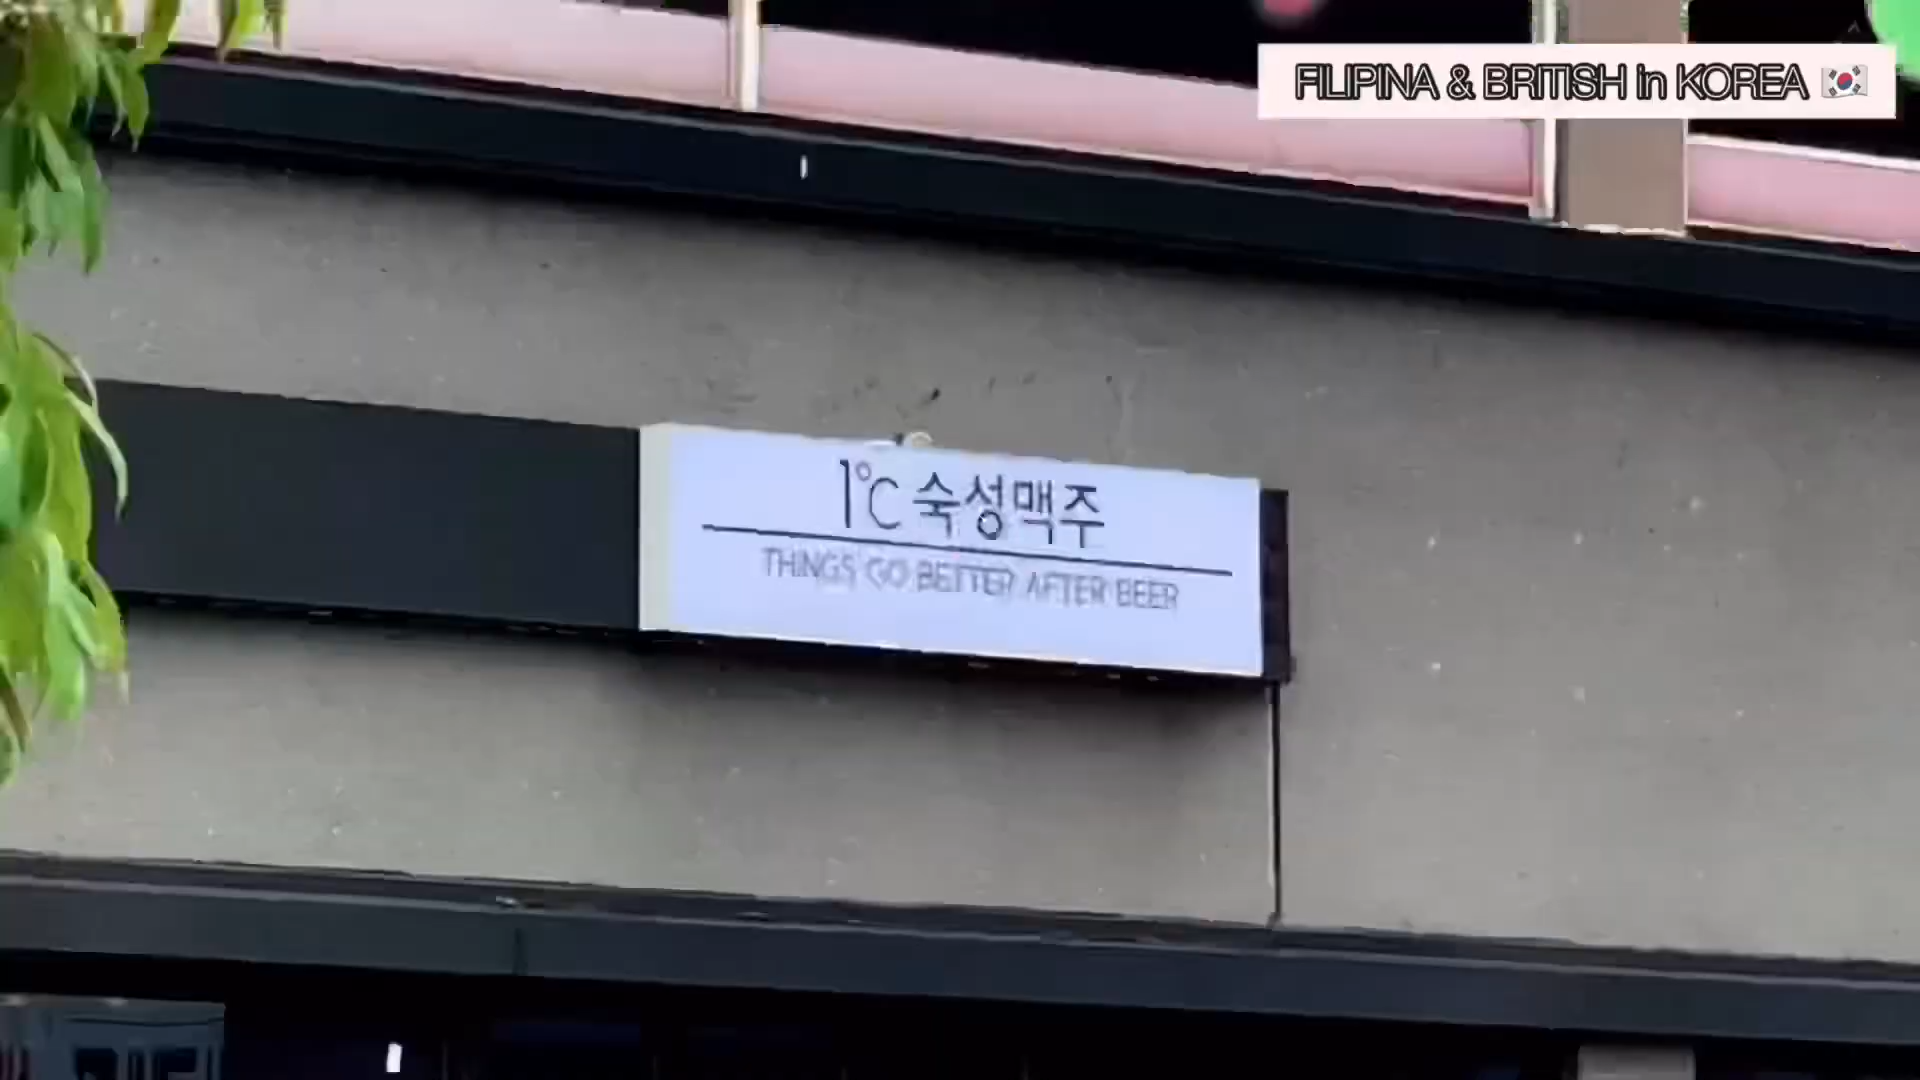 FILIPINA & BRITISH in KOREA 🇰🇷
1°C 숙성맥주
THINGS GO BETTER AFTER BEER